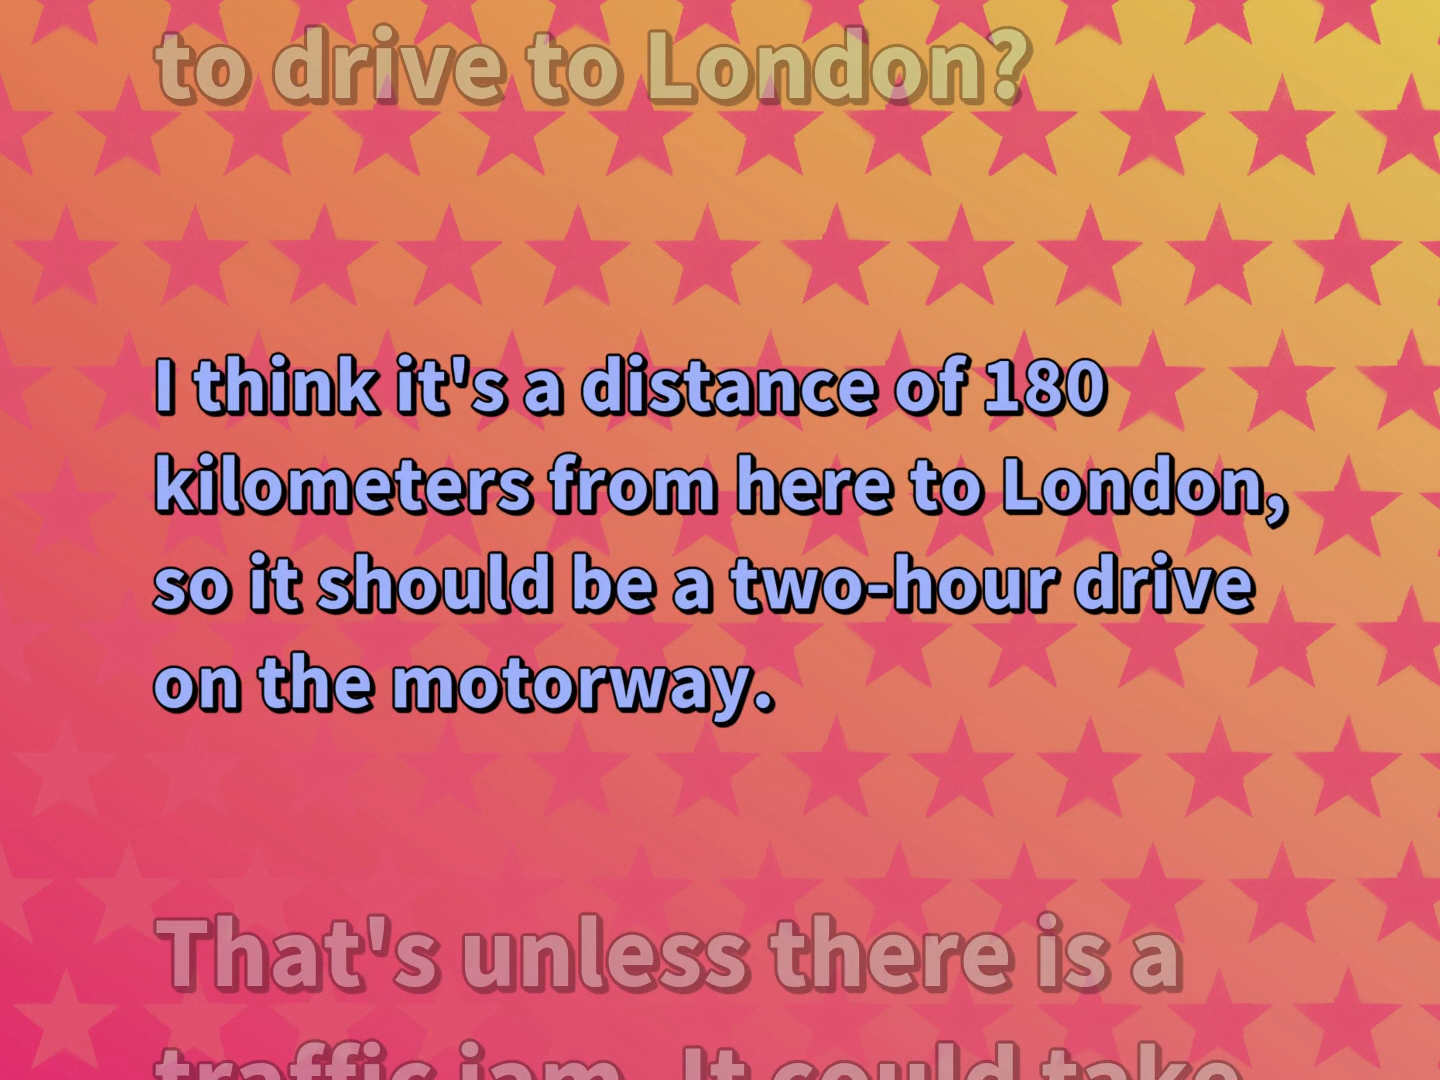 to drive to London?
I think it's a distance of 180
kilometers from here to London,
so it should be a two-hour drive
on the motorway.
That's unless there is a
traffic jam. It could take